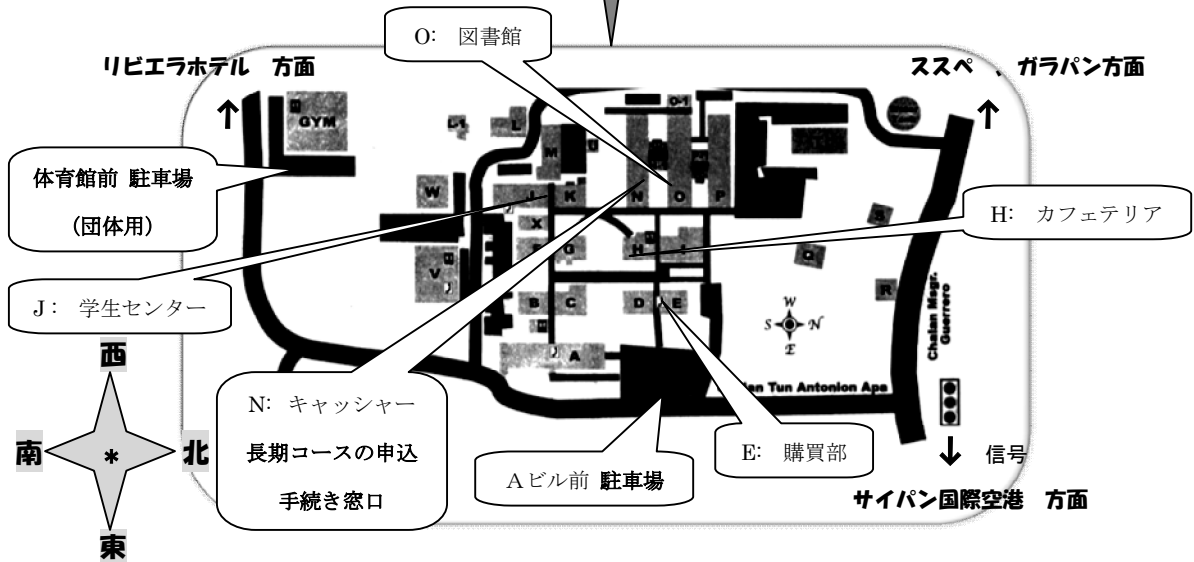 O: 図書館
リビエラホテル 方面
ススペ 、ガラパン方面
↑
↑
GYM
L-1
L
O-1
M
体育館前 駐車場
(団体用)
W
J
K
N
O
P
H: カフェテリア
X
S
F
G
H
I
Q
V
J: 学生センター
B
C
D
E
R
W
S
N
E
Chalan Msgr.
Guerrero
A
Chalan Tun Antonion Apa
西
南
*
北
東
N: キャッシャー
長期コースの申込
手続き窓口
Aビル前 駐車場
E: 購買部
↓ 信号
サイパン国際空港 方面